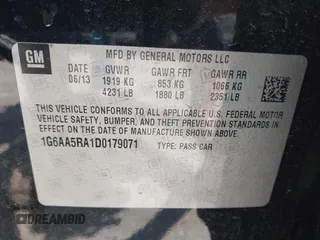 GM
MFD BY GENERAL MOTORS LLC
DATE GVWR GAWR FRT GAWR RR
06/13 1919 KG 853 KG 1066 KG
4231 LB 1880 LB 2351 LB
THIS VEHICLE CONFORMS TO ALL APPLICABLE U.S. FEDERAL MOTOR
VEHICLE SAFETY, BUMPER, AND THEFT PREVENTION STANDARDS IN
EFFECT ON THE DATE OF MANUFACTURE SHOWN ABOVE.
1G6AA5RA1D0179071 TYPE: PASS CAR
IGAABID